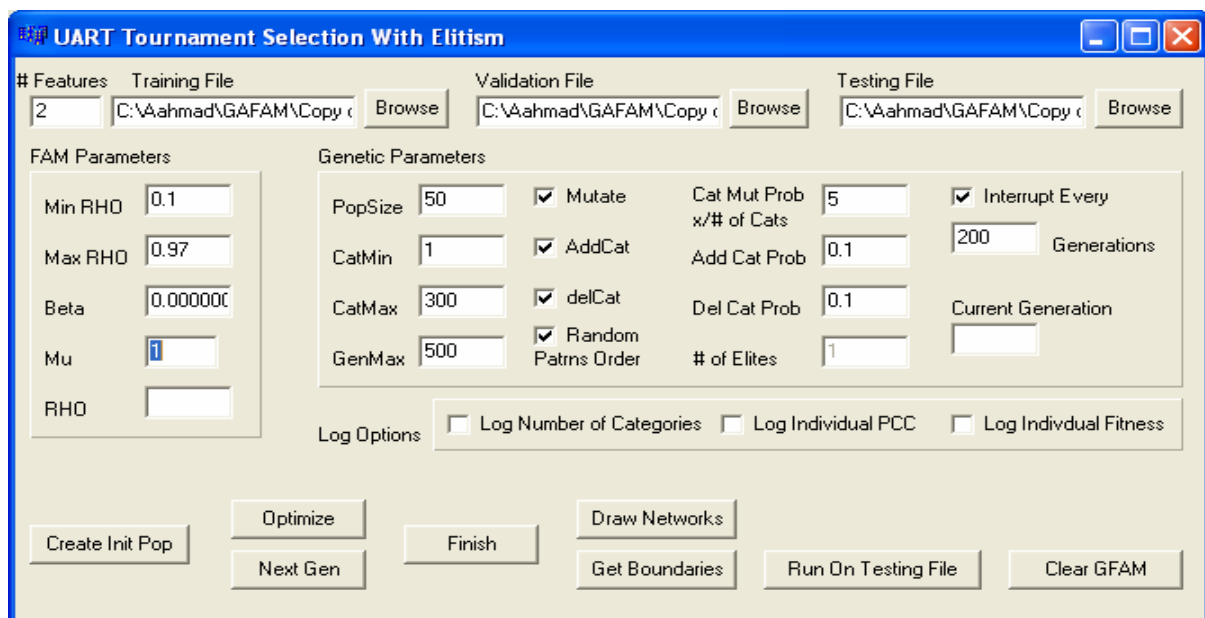 UART Tournament Selection With Elitism
# Features Training File Validation File Testing File
2 C:\Aahmad\GAFAM\Copy Browse C:\Aahmad\GAFAM\Copy Browse C:\Aahmad\GAFAM\Copy Browse
FAM Parameters
Min RHO 0.1
Max RHO 0.97
Beta 0.000000
Mu 1
RHO
Genetic Parameters
PopSize 50
CatMin 1
CatMax 300
GenMax 500
Mutate
AddCat
delCat
Random
Patrns Order
Cat Mut Prob 5
x/# of Cats
Add Cat Prob 0.1
Del Cat Prob 0.1
# of Elites 1
Interrupt Every
200 Generations
Current Generation
Log Options Log Number of Categories Log Individual PCC Log Indivdual Fitness
Create Init Pop
Optimize
Next Gen
Finish
Draw Networks
Get Boundaries
Run On Testing File
Clear GFAM